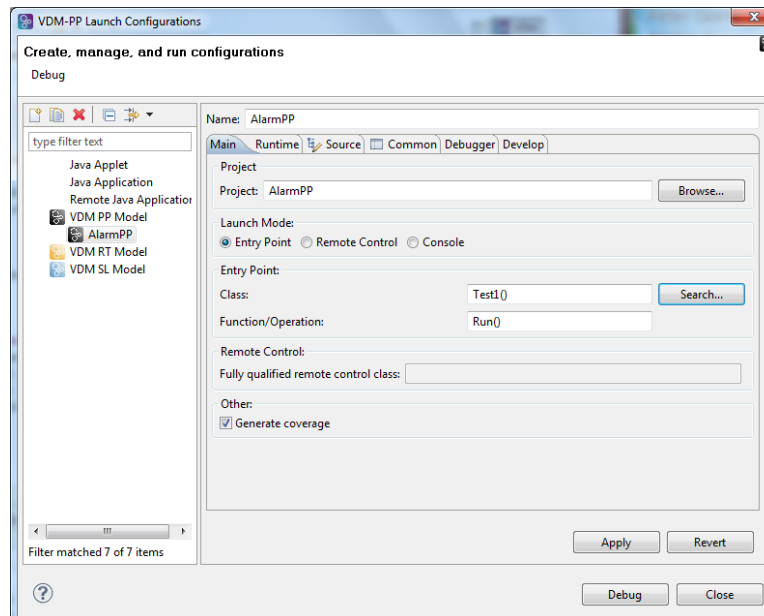 VDM-PP Launch Configurations
x
Create, manage, and run configurations
Debug
type filter text
Java Applet
Java Application
Remote Java Applicatior
VDM PP Model
AlarmPP
VDM RT Model
VDM SL Model
Filter matched 7 of 7 items
Name: AlarmPP
Main Runtime Source Common Debugger Develop
Project
Project: AlarmPP Browse...
Launch Mode:
Entry Point Remote Control Console
Entry Point:
Class: Test1() Search...
Function/Operation: Run()
Remote Control:
Fully qualified remote control class:
Other:
Generate coverage
Apply Revert
? Debug Close